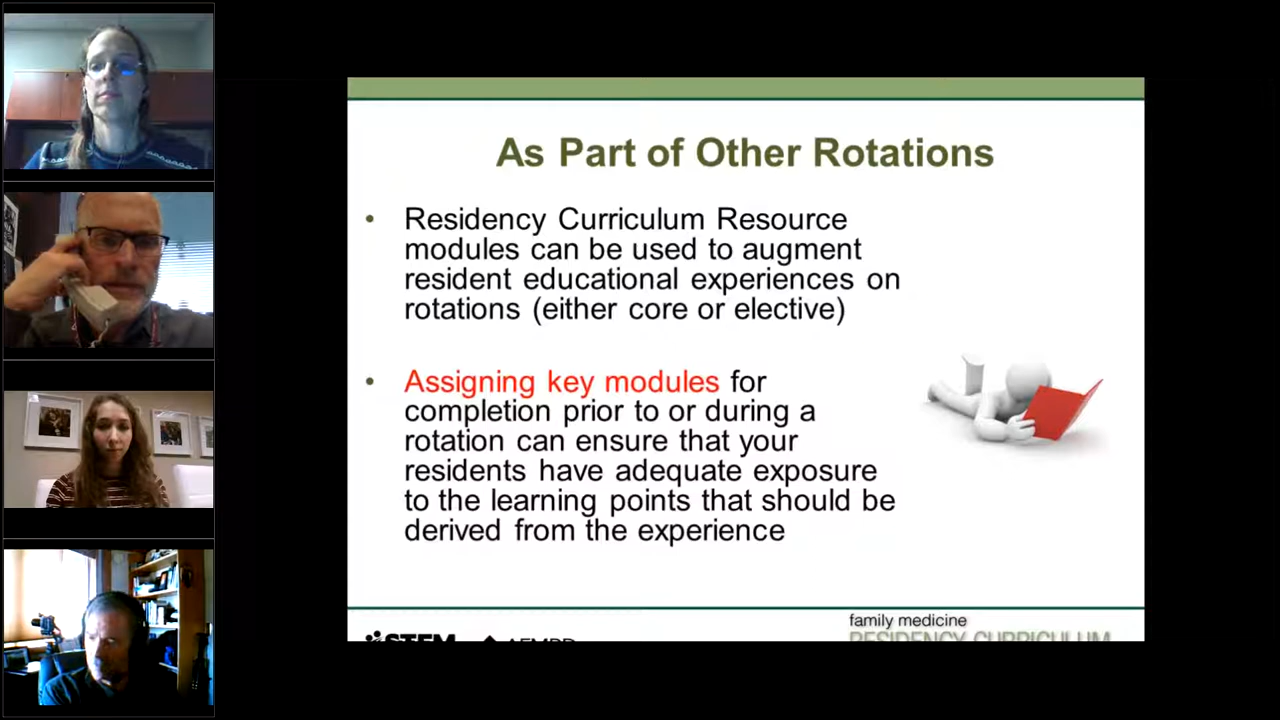 As Part of Other Rotations
• Residency Curriculum Resource
modules can be used to augment
resident educational experiences on
rotations (either core or elective)
• Assigning key modules for
completion prior to or during a
rotation can ensure that your
residents have adequate exposure
to the learning points that should be
derived from the experience
family medicine
STFM AFMRD RESIDENCY CURRICULUM